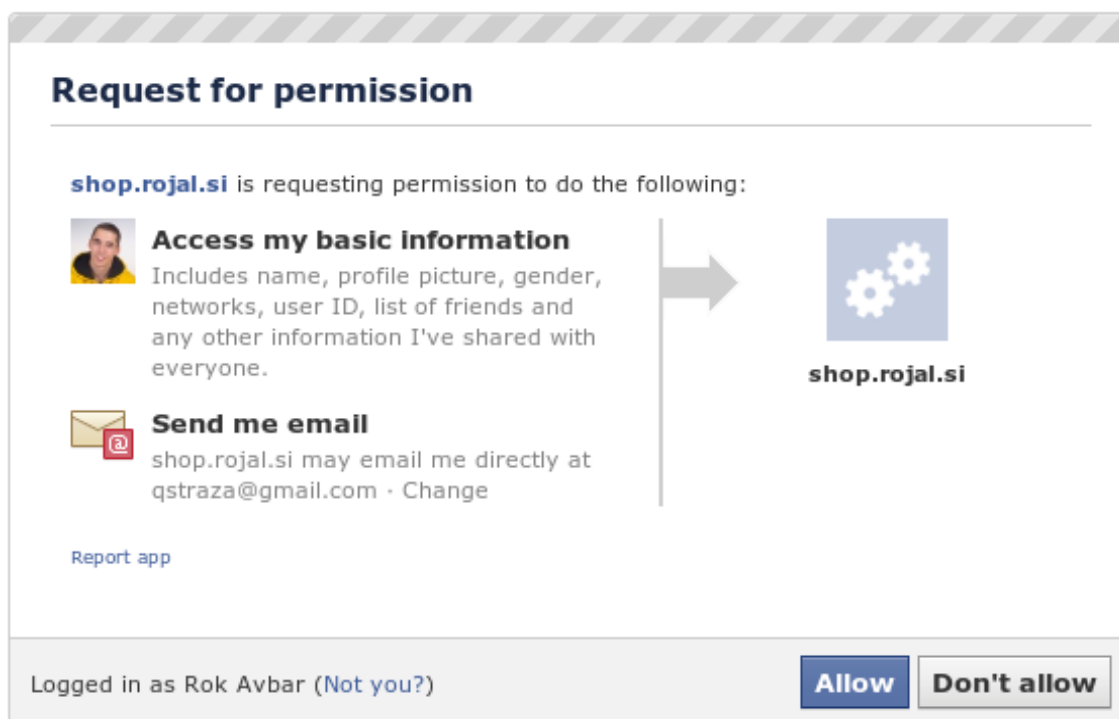 Request for permission
shop.rojal.si is requesting permission to do the following:
Access my basic information
Includes name, profile picture, gender,
networks, user ID, list of friends and
any other information I've shared with
everyone.
Send me email
shop.rojal.si may email me directly at
qstraza@gmail.com · Change
shop.rojal.si
Report app
Logged in as Rok Avbar (Not you?)
Allow
Don't allow